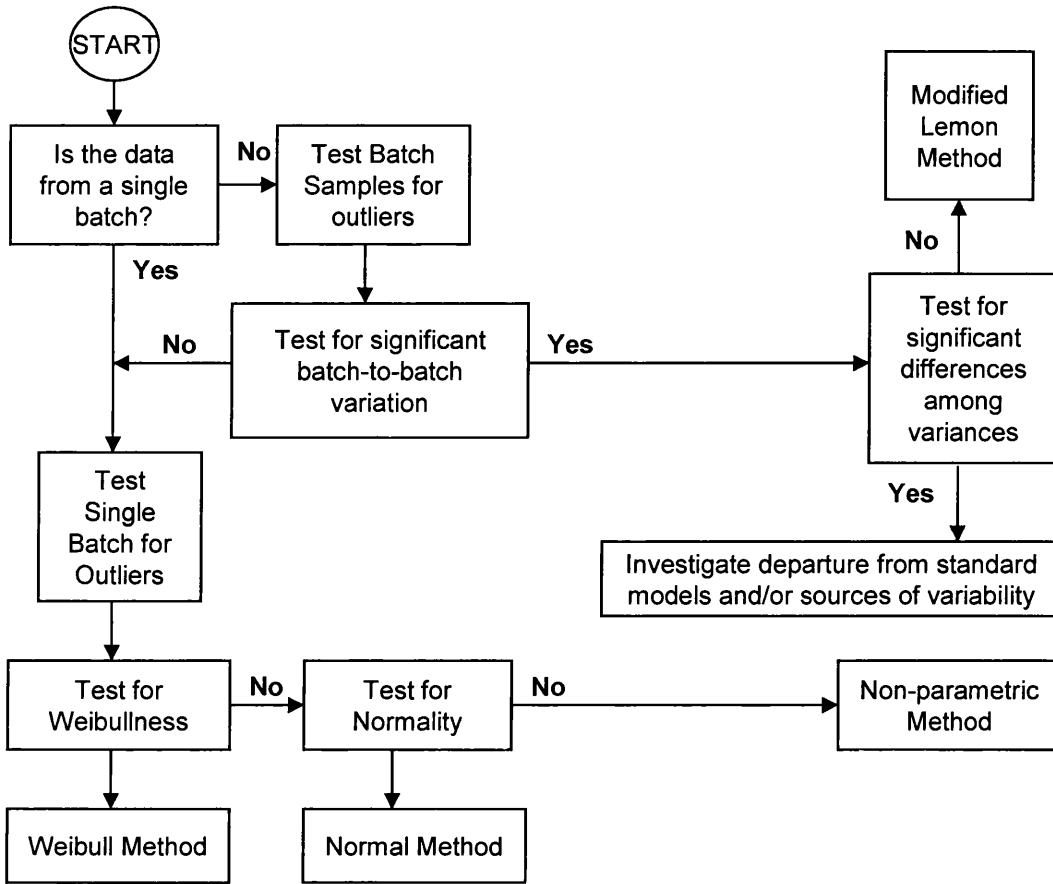 START
Is the data
from a single
batch?
No
Test Batch
Samples for
outliers
Modified
Lemon
Method
Yes
No
Test for significant
batch-to-batch
variation
No
Yes
Test for
significant
differences
among
variances
Yes
Test
Single
Batch for
Outliers
Investigate departure from standard
models and/or sources of variability
Test for
Weibullness
No
Test for
Normality
No
Non-parametric
Method
Weibull Method
Normal Method